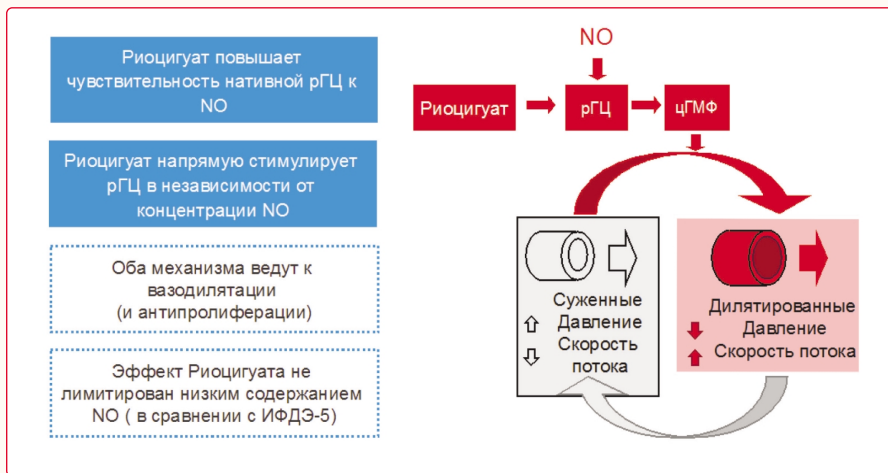 Риоцигуат повышает
чувствительность нативной рГЦ к
NO
Риоцигуат напрямую стимулирует
рГЦ в независимости от
концентрации NO
Оба механизма ведут к
вазодилятации
(и антипролиферации)
Эффект Риоцигуата не
лимитирован низким содержанием
NO ( в сравнении с ИФДЭ-5)
NO
Риоцигуат
рГЦ
цГМФ
Суженные
Давление
Скорость
потока
Дилятированные
Давление
Скорость потока